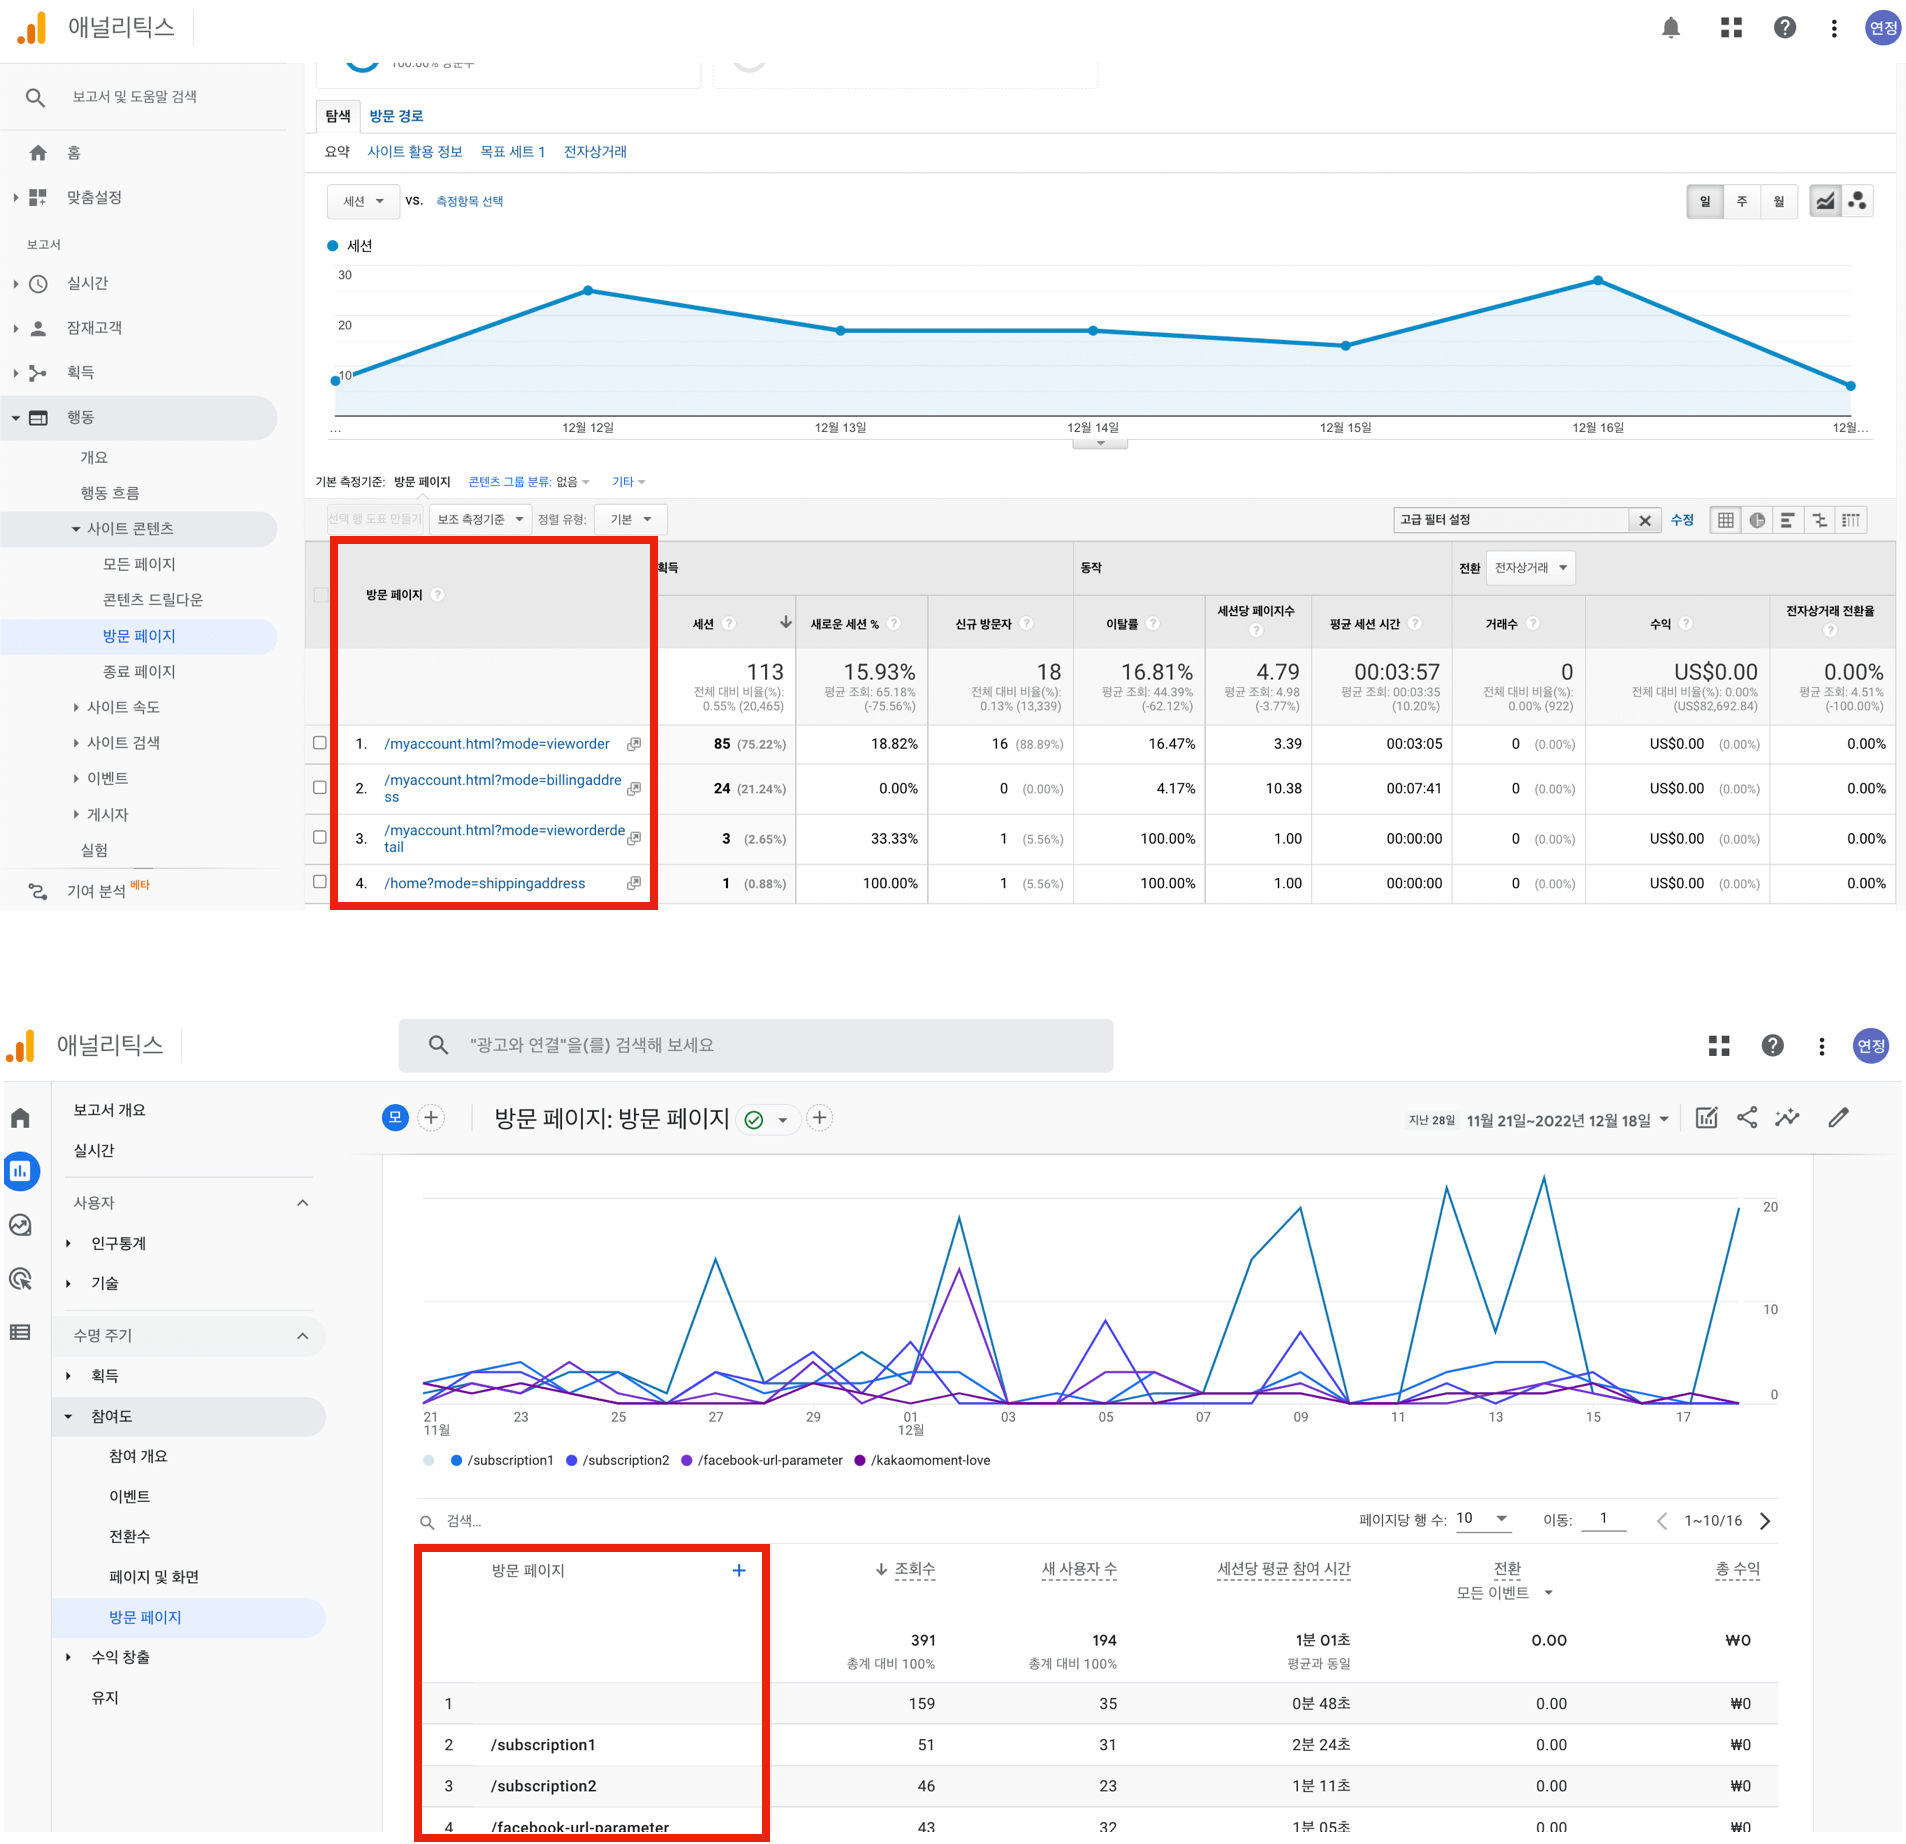 애널리틱스
연정
보고서 및 도움말 검색
홈
맞춤설정
보고서
실시간
잠재고객
획득
행동
개요
행동 흐름
사이트 콘텐츠
모든 페이지
콘텐츠 드릴다운
방문 페이지
종료 페이지
사이트 속도
사이트 검색
이벤트
게시자
실험
기여 분석 베타
100.00% 방문수
탐색 방문 경로
요약 사이트 활용 정보 목표 세트 1 전자상거래
세션 VS. 측정항목 선택
일 주 월
세션
30
20
10
... 12월 12일 12월 13일 12월 14일 12월 15일 12월 16일 12월...
기본 측정기준: 방문 페이지 콘텐츠 그룹 분류: 없음 기타
선택 행 도표 만들기 보조 측정기준 정렬 유형: 기본
고급 필터 설정 수정
방문 페이지 획득 동작 전환 전자상거래
세션 새로운 세션 % 신규 방문자 이탈률 세션당 페이지수 평균 세션 시간 거래수 수익 전자상거래 전환율
113 15.93% 18 16.81% 4.79 00:03:57 0 US$0.00 0.00%
전체 대비 비율(%): 평균 조회: 65.18% 전체 대비 비율(%): 평균 조회: 44.39% 평균 조회: 4.98 평균 조회: 00:03:35 전체 대비 비율(%): 전체 대비 비율(%): 0.00% 평균 조회: 4.51%
0.55% (20,465) (-75.56%) 0.13% (13,339) (-62.12%) (-3.77%) (10.20%) 0.00% (922) (US$82,692.84) (-100.00%)
1. /myaccount.html?mode=vieworder 85 (75.22%) 18.82% 16 (88.89%) 16.47% 3.39 00:03:05 0 (0.00%) US$0.00 (0.00%) 0.00%
2. /myaccount.html?mode=billingaddre
ss 24 (21.24%) 0.00% 0 (0.00%) 4.17% 10.38 00:07:41 0 (0.00%) US$0.00 (0.00%) 0.00%
3. /myaccount.html?mode=vieworderde
tail 3 (2.65%) 33.33% 1 (5.56%) 100.00% 1.00 00:00:00 0 (0.00%) US$0.00 (0.00%) 0.00%
4. /home?mode=shippingaddress 1 (0.88%) 100.00% 1 (5.56%) 100.00% 1.00 00:00:00 0 (0.00%) US$0.00 (0.00%) 0.00%
애널리틱스
"광고와 연결"을(를) 검색해 보세요
연정
보고서 개요
실시간
사용자
인구통계
기술
수명 주기
획득
참여도
참여 개요
이벤트
전환수
페이지 및 화면
방문 페이지
수익 창출
유지
모 방문 페이지: 방문 페이지
지난 28일 11월 21일~2022년 12월 18일
20
10
0
21 23 25 27 29 01 03 05 07 09 11 13 15 17
11월 12월
/subscription1 /subscription2 /facebook-url-parameter /kakaomoment-love
검색...
페이지당 행 수: 10 이동: 1 1~10/16
방문 페이지 + 조회수 새 사용자 수 세션당 평균 참여 시간 전환 총 수익
모든 이벤트
391 194 1분 01초 0.00 ₩0
총계 대비 100% 총계 대비 100% 평균과 동일
1 159 35 0분 48초 0.00 ₩0
2 /subscription1 51 31 2분 24초 0.00 ₩0
3 /subscription2 46 23 1분 11초 0.00 ₩0
4 /facebook-url-parameter 43 32 1분 05초 0.00 ₩0